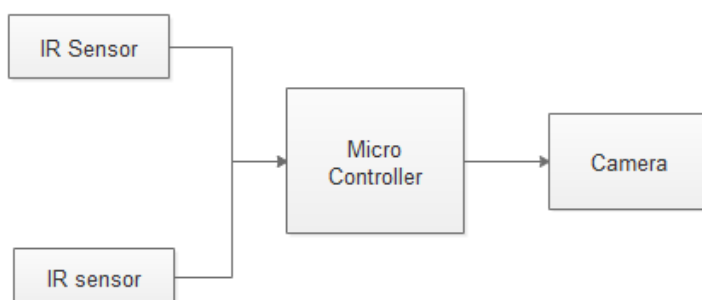 IR Sensor
Micro
Controller
Camera
IR sensor